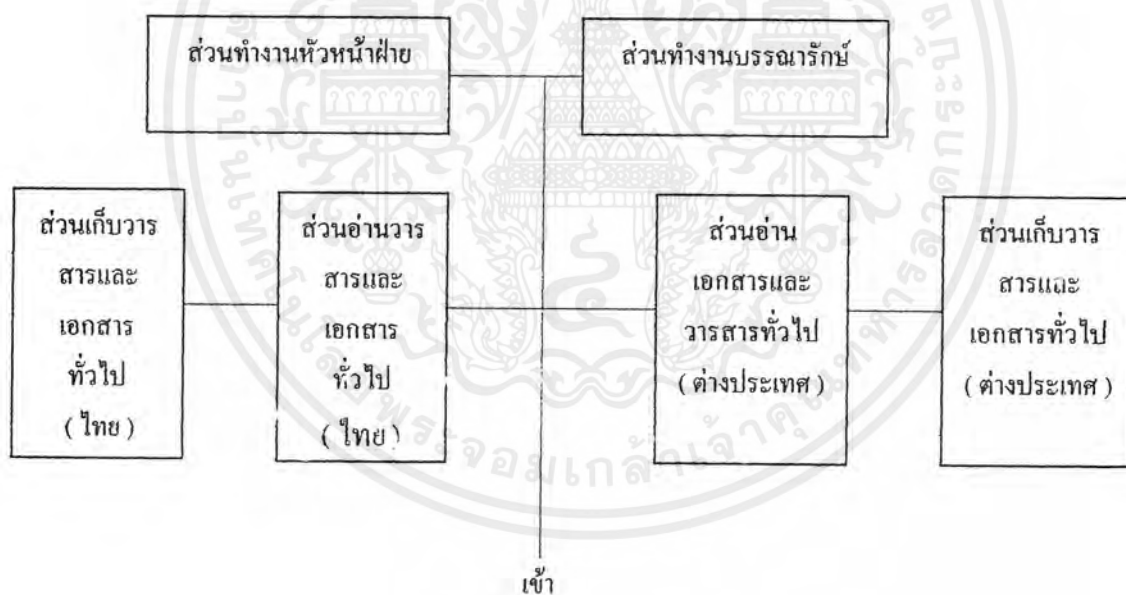 ส่วนทำงานหัวหน้าฝ่าย
ส่วนทำงานบรรณารักษ์
ส่วนเก็บวาร
สารและ
เอกสาร
ทั่วไป
( ไทย )
ส่วนอ่านวาร
สารและ
เอกสาร
ทั่วไป
( ไทย )
ส่วนอ่าน
เอกสารและ
วารสารทั่วไป
( ต่างประเทศ )
ส่วนเก็บวาร
สารและ
เอกสารทั่วไป
( ต่างประเทศ )
เข้า